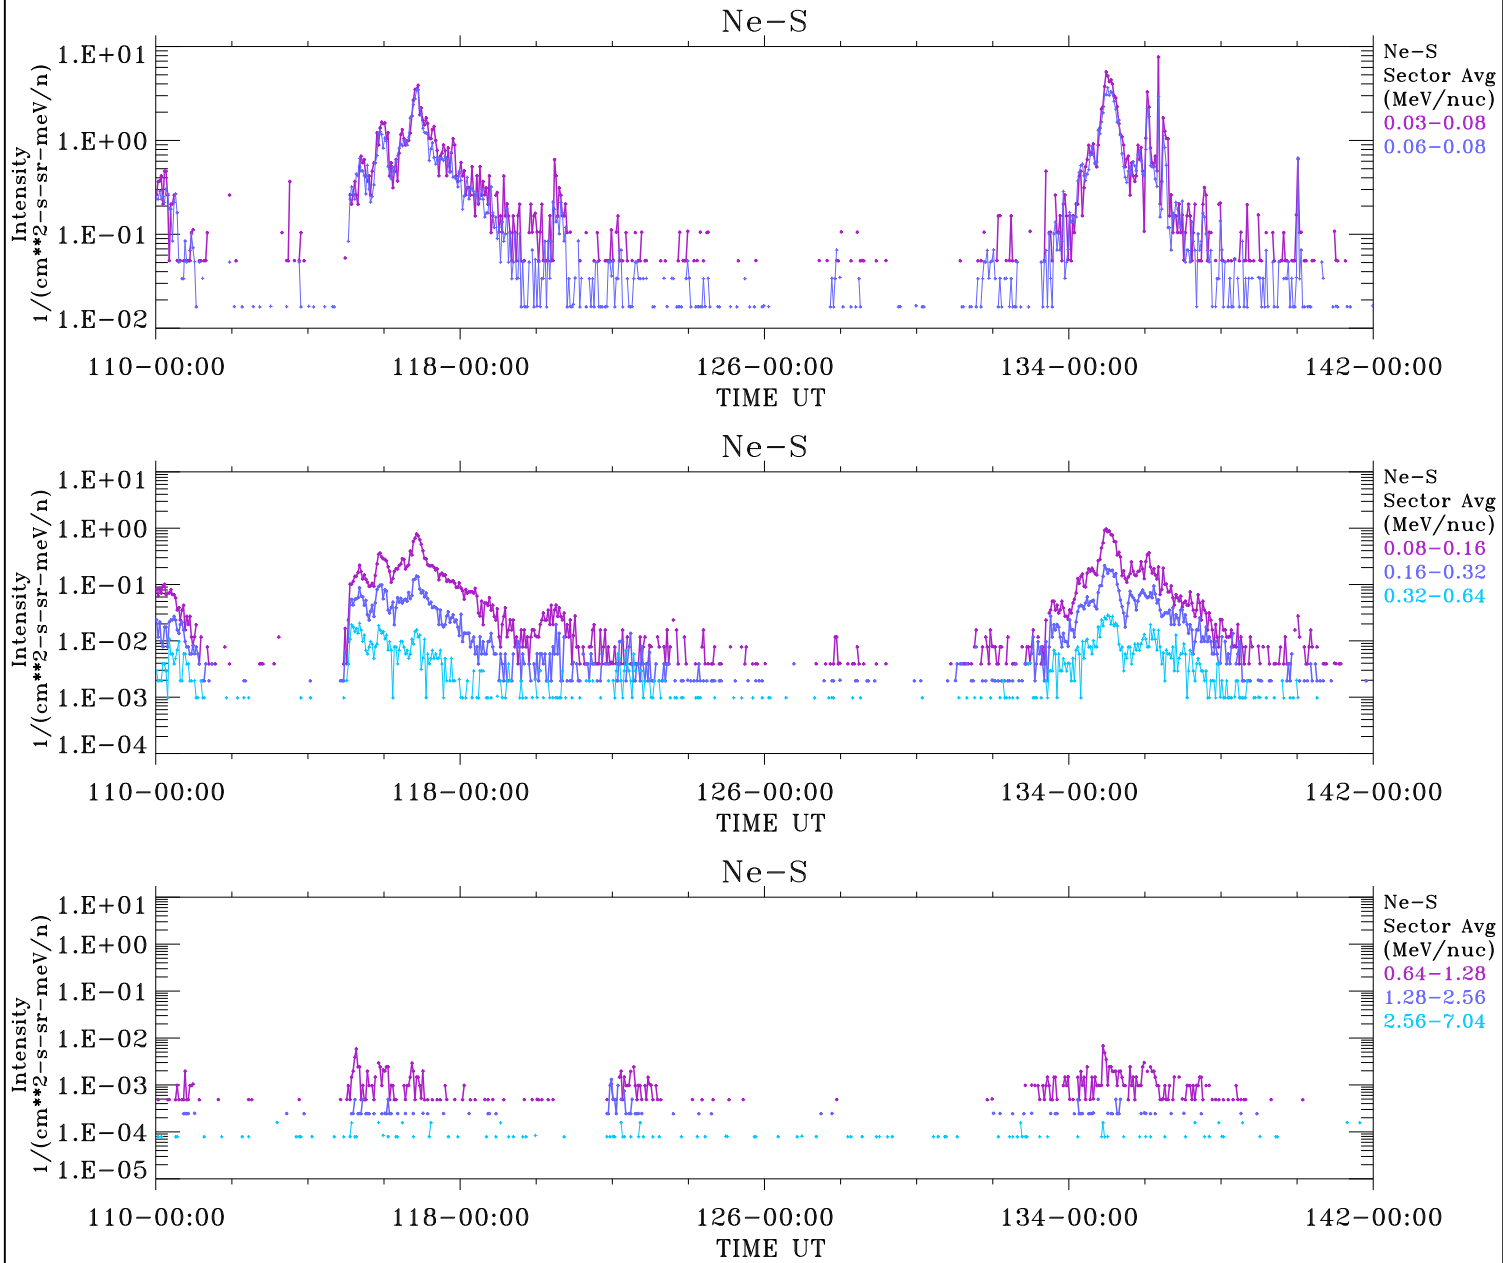 Ne-S
1.E+01
1.E+00
1.E-01
1.E-02
Intensity
1/(cm**2-s-sr-meV/n)
110-00:00 118-00:00 126-00:00 134-00:00 142-00:00
TIME UT
Ne-S
Sector Avg
(MeV/nuc)
0.03-0.08
0.06-0.08
Ne-S
1.E+01
1.E+00
1.E-01
1.E-02
1.E-03
1.E-04
Intensity
1/(cm**2-s-sr-meV/n)
110-00:00 118-00:00 126-00:00 134-00:00 142-00:00
TIME UT
Ne-S
Sector Avg
(MeV/nuc)
0.08-0.16
0.16-0.32
0.32-0.64
Ne-S
1.E+01
1.E+00
1.E-01
1.E-02
1.E-03
1.E-04
1.E-05
Intensity
1/(cm**2-s-sr-meV/n)
110-00:00 118-00:00 126-00:00 134-00:00 142-00:00
TIME UT
Ne-S
Sector Avg
(MeV/nuc)
0.64-1.28
1.28-2.56
2.56-7.04